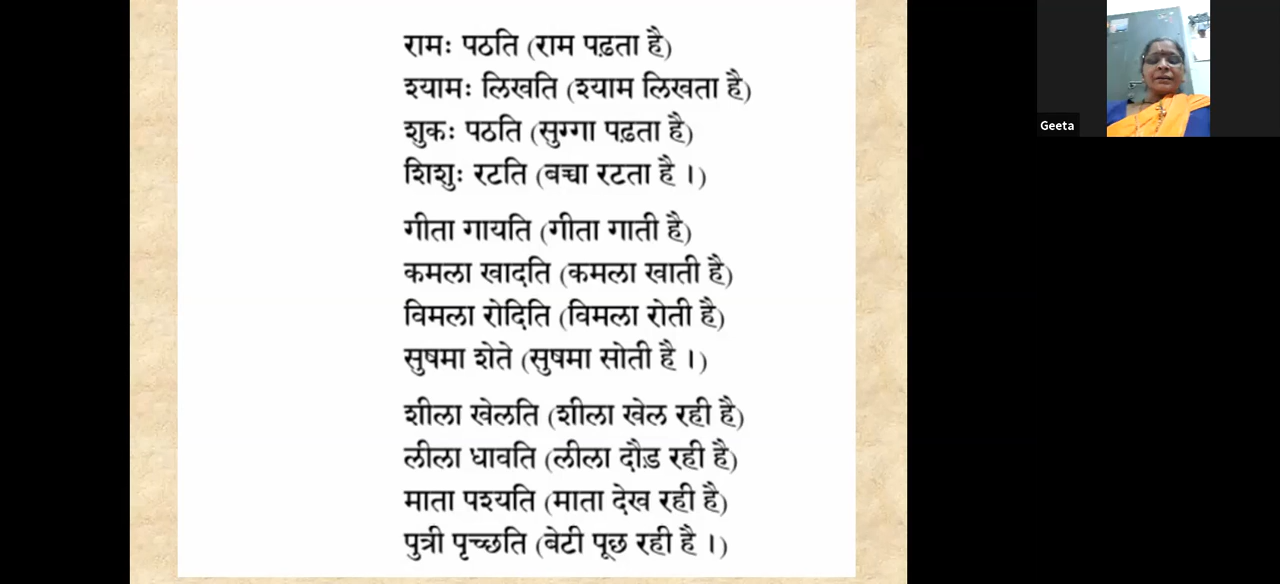 रामः पठति (राम पढ़ता है)
श्यामः लिखति (श्याम लिखता है)
शुकः पठति (सुग्गा पढ़ता है)
शिशुः रटति (बच्चा रटता है ।)
गीता गायति (गीता गाती है)
कमला खादति (कमला खाती है)
विमला रोदिति (विमला रोती है)
सुषमा शेते (सुषमा सोती है ।)
शीला खेलति (शीला खेल रही है)
लीला धावति (लीला दौड़ रही है)
माता पश्यति (माता देख रही है)
पुत्री पृच्छति (बेटी पूछ रही है ।)
Geeta